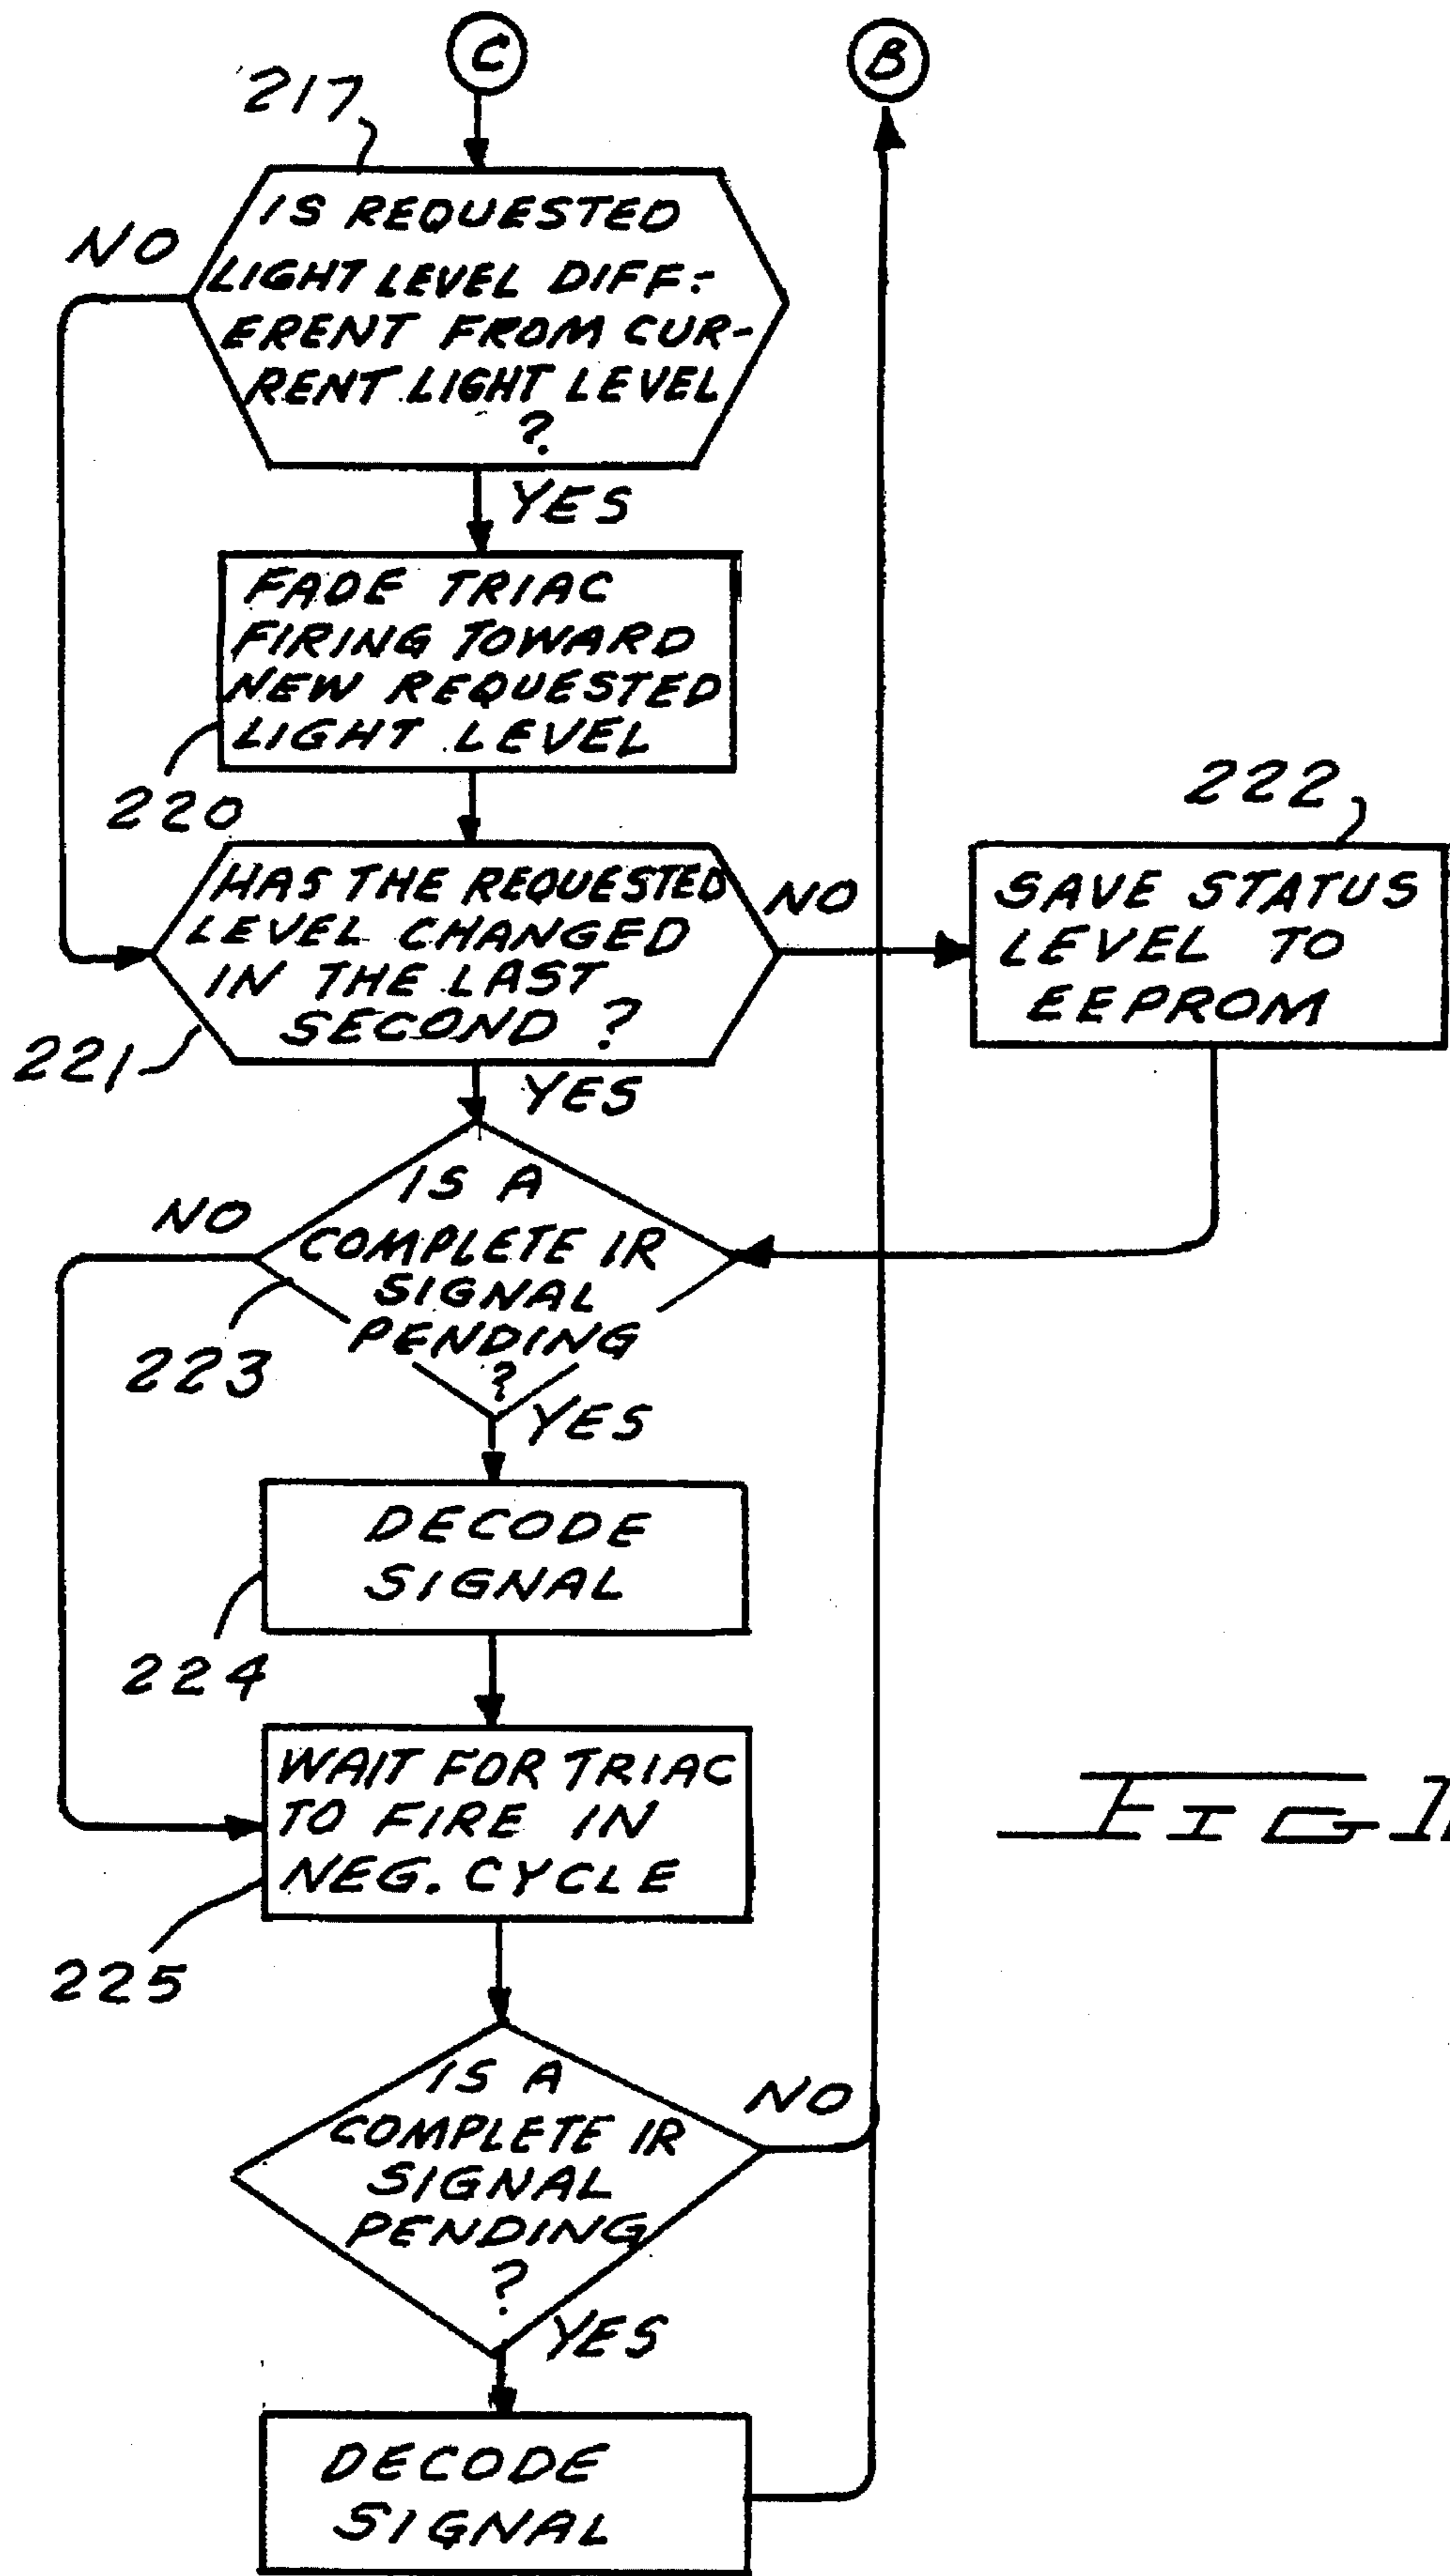 C
B
217
IS REQUESTED
LIGHT LEVEL DIFF-
ERENT FROM CUR-
RENT LIGHT LEVEL
?
NO
YES
FADE TRIAC
FIRING TOWARD
NEW REQUESTED
LIGHT LEVEL
220
HAS THE REQUESTED
LEVEL CHANGED
IN THE LAST
SECOND ?
221
NO
222
SAVE STATUS
LEVEL TO
EEPROM
YES
IS A
COMPLETE IR
SIGNAL
PENDING
?
NO
223
YES
DECODE
SIGNAL
224
WAIT FOR TRIAC
TO FIRE IN
NEG. CYCLE
225
FIG
IS A
COMPLETE IR
SIGNAL
PENDING
?
NO
YES
DECODE
SIGNAL